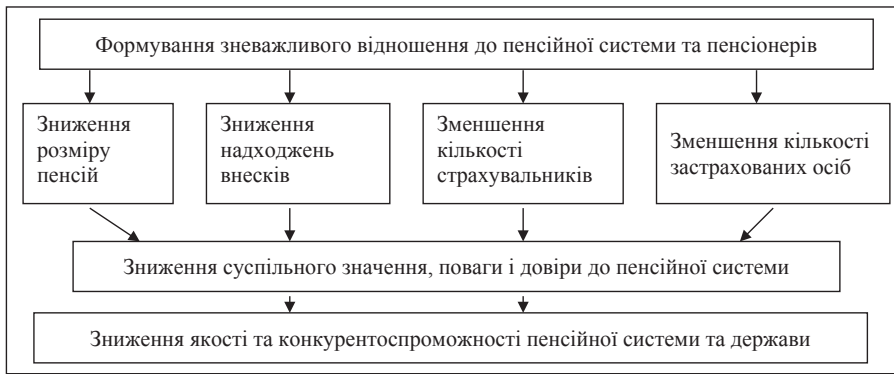 Формування зневажливого відношення до пенсійної системи та пенсіонерів
Зниження
розміру
пенсій
Зниження
надходжень
внесків
Зменшення
кількості
страхувальників
Зменшення кількості
застрахованих осіб
Зниження суспільного значення, поваги і довіри до пенсійної системи
Зниження якості та конкурентоспроможності пенсійної системи та держави